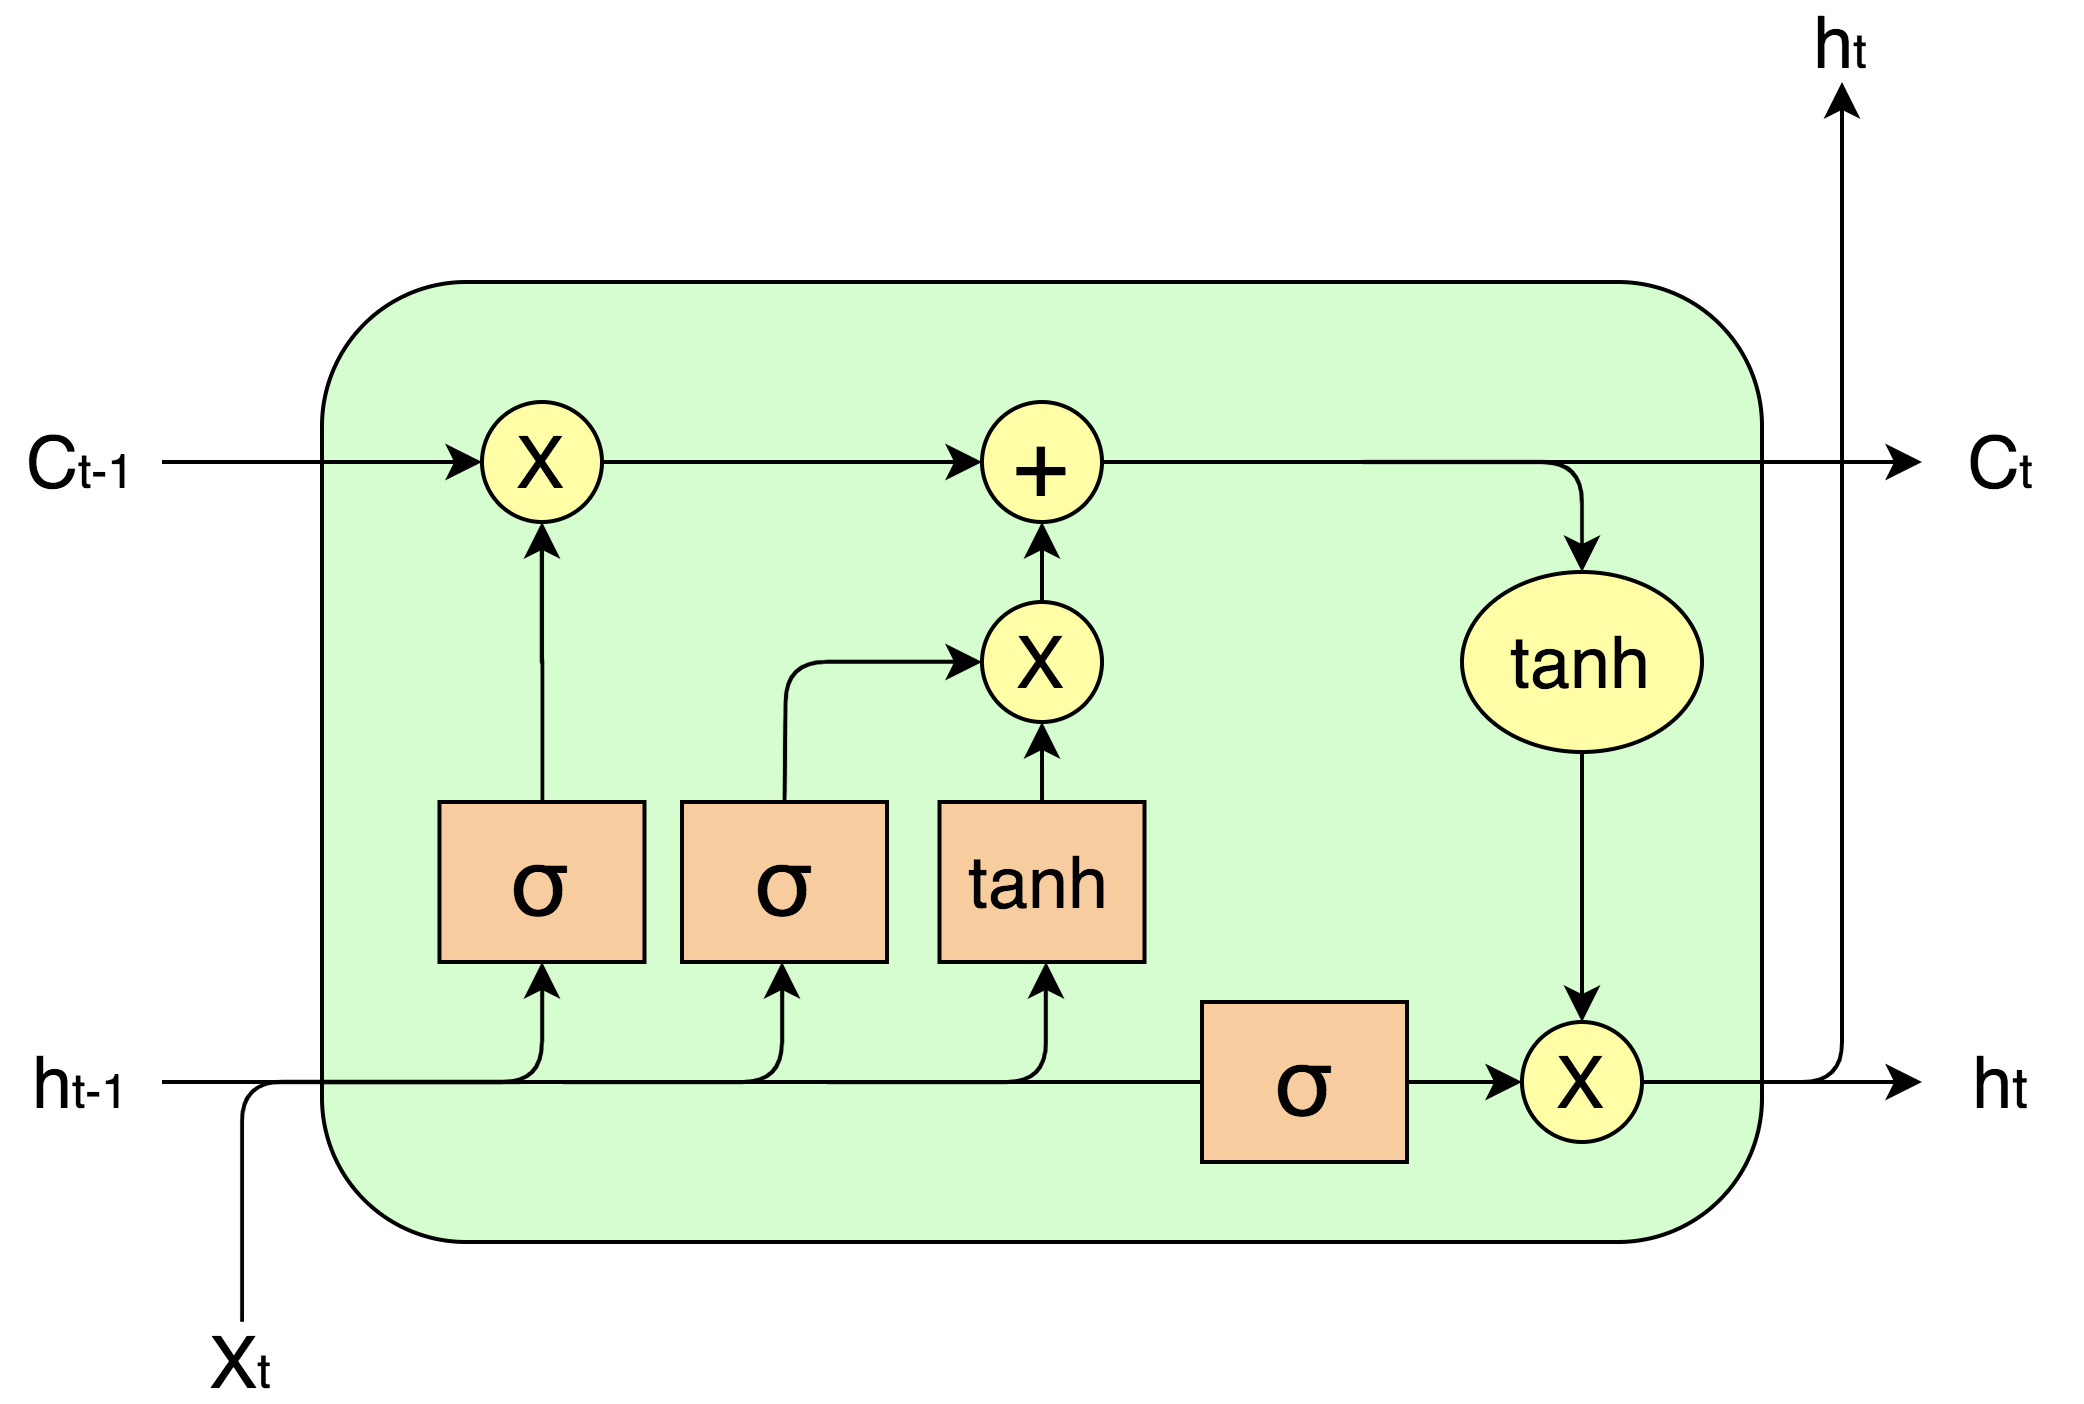 ht
Ct-1
x
+
Ct
x
tanh
σ
σ
tanh
ht-1
σ
x
ht
Xt